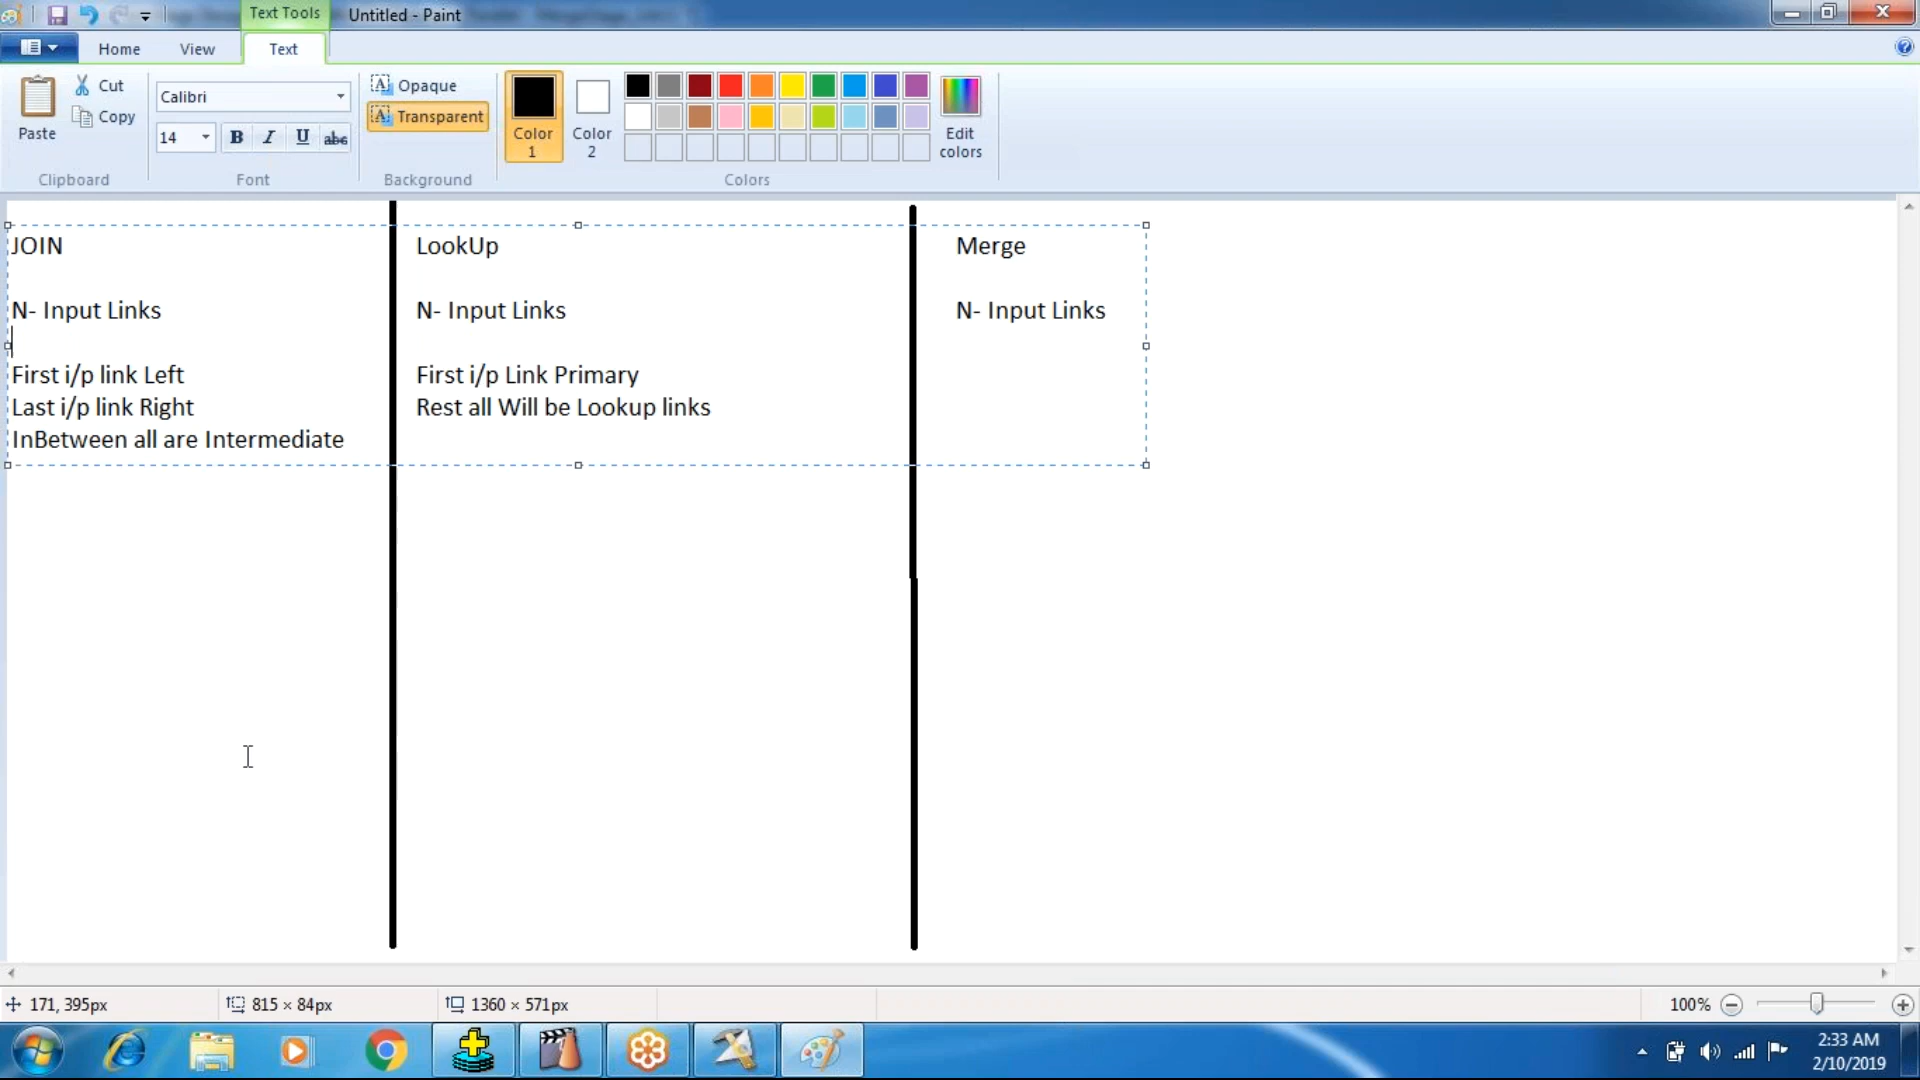 Text Tools
Untitled - Paint
Home
View
Text
Paste
Cut
Copy
Clipboard
Calibri
14
B I U abc
Font
Opaque
Transparent
Background
Color 1
Color 2
Edit colors
Colors
JOIN LookUp Merge
N- Input Links N- Input Links N- Input Links
First i/p link Left First i/p Link Primary
Last i/p link Right Rest all Will be Lookup links
InBetween all are Intermediate
171, 395px
815 × 84px
1360 × 571px
100%
2:33 AM
2/10/2019